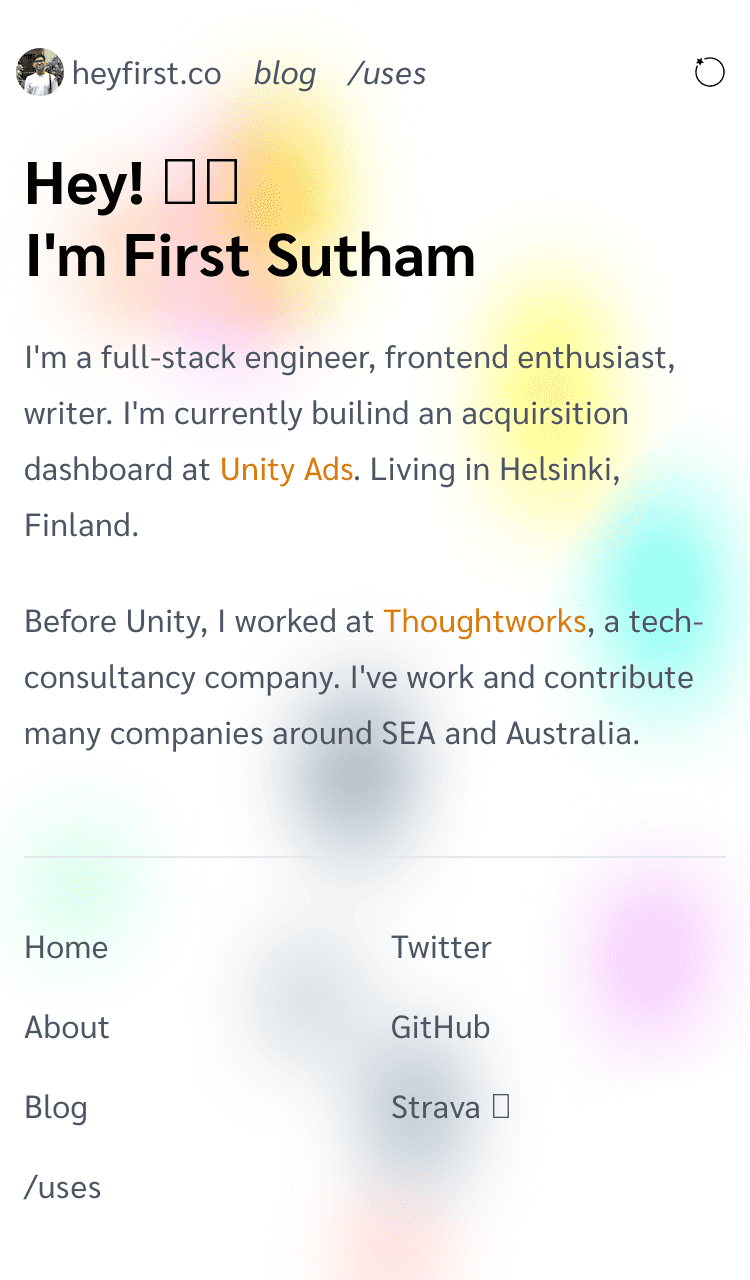 heyfirst.co blog /uses
Hey! 
I'm First Sutham
I'm a full-stack engineer, frontend enthusiast,
writer. I'm currently builind an acquirsition
dashboard at Unity Ads. Living in Helsinki,
Finland.
Before Unity, I worked at Thoughtworks, a tech-
consultancy company. I've work and contribute
many companies around SEA and Australia.
Home
About
Blog
/uses
Twitter
GitHub
Strava